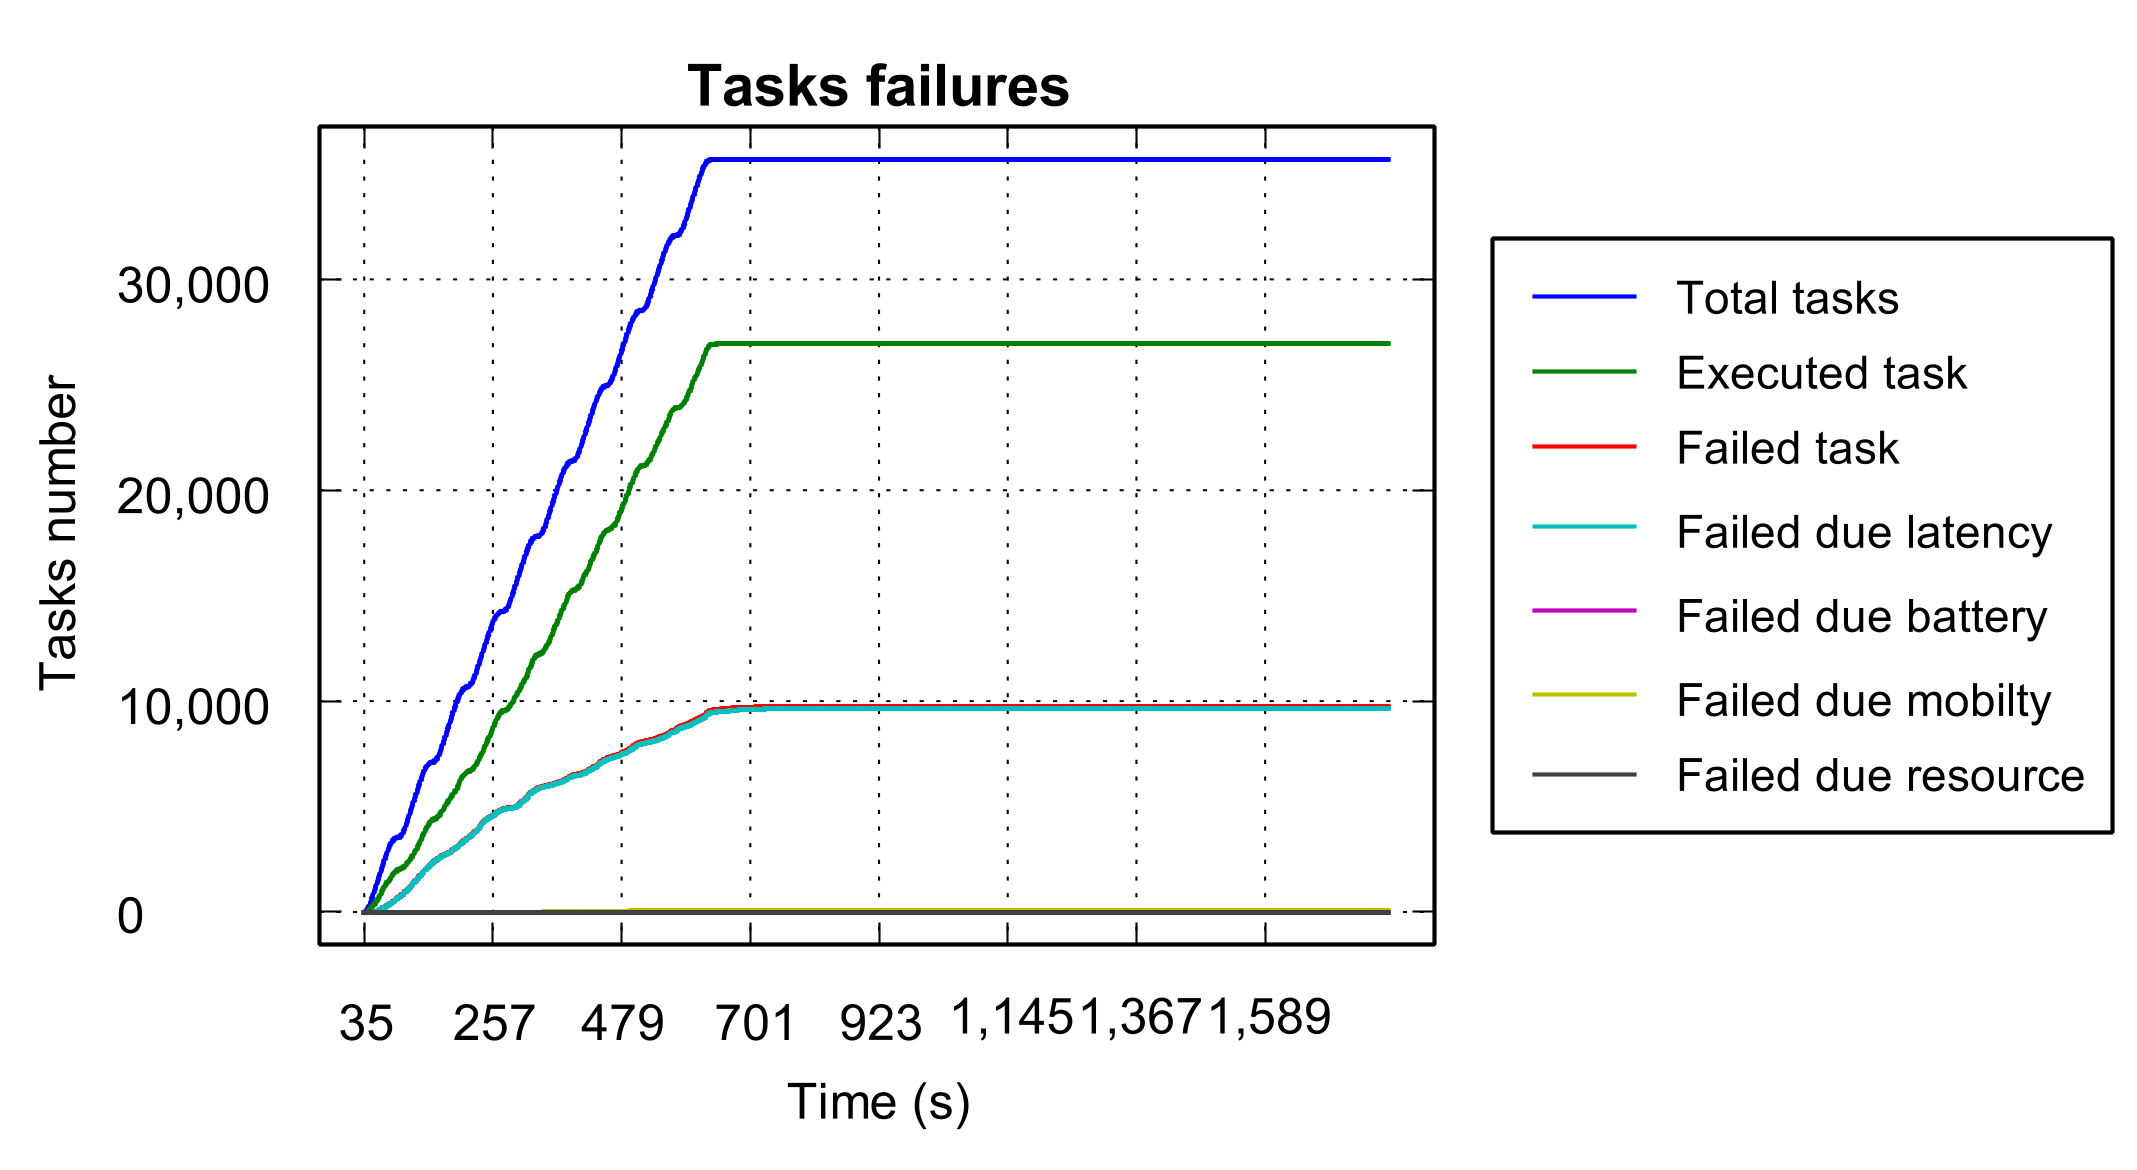 Tasks failures
Tasks number
30,000
20,000
10,000
0
35 257 479 701 923 1,145 1,367 1,589
Time (s)
Total tasks
Executed task
Failed task
Failed due latency
Failed due battery
Failed due mobilty
Failed due resource